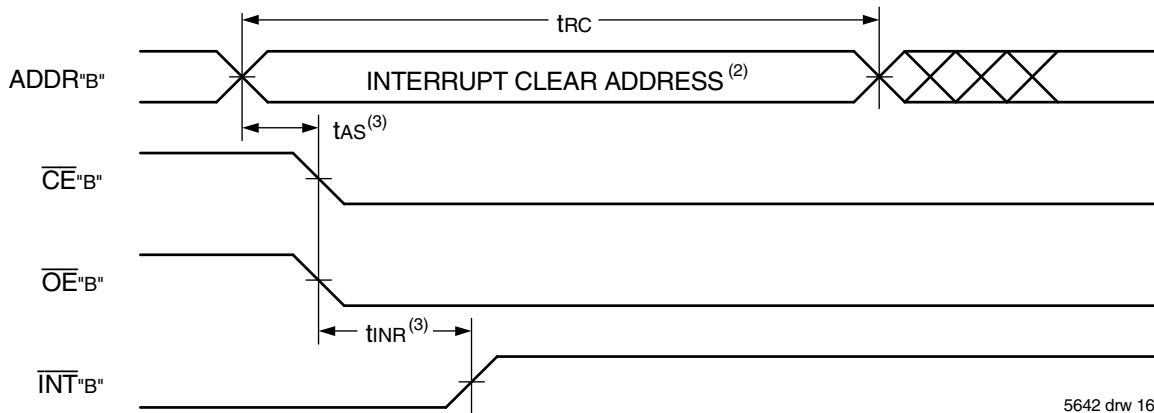 tRC
ADDR"B"
INTERRUPT CLEAR ADDRESS (2)
tAS(3)
CE"B"
OE"B"
tINR(3)
INT"B"
5642 drw 16